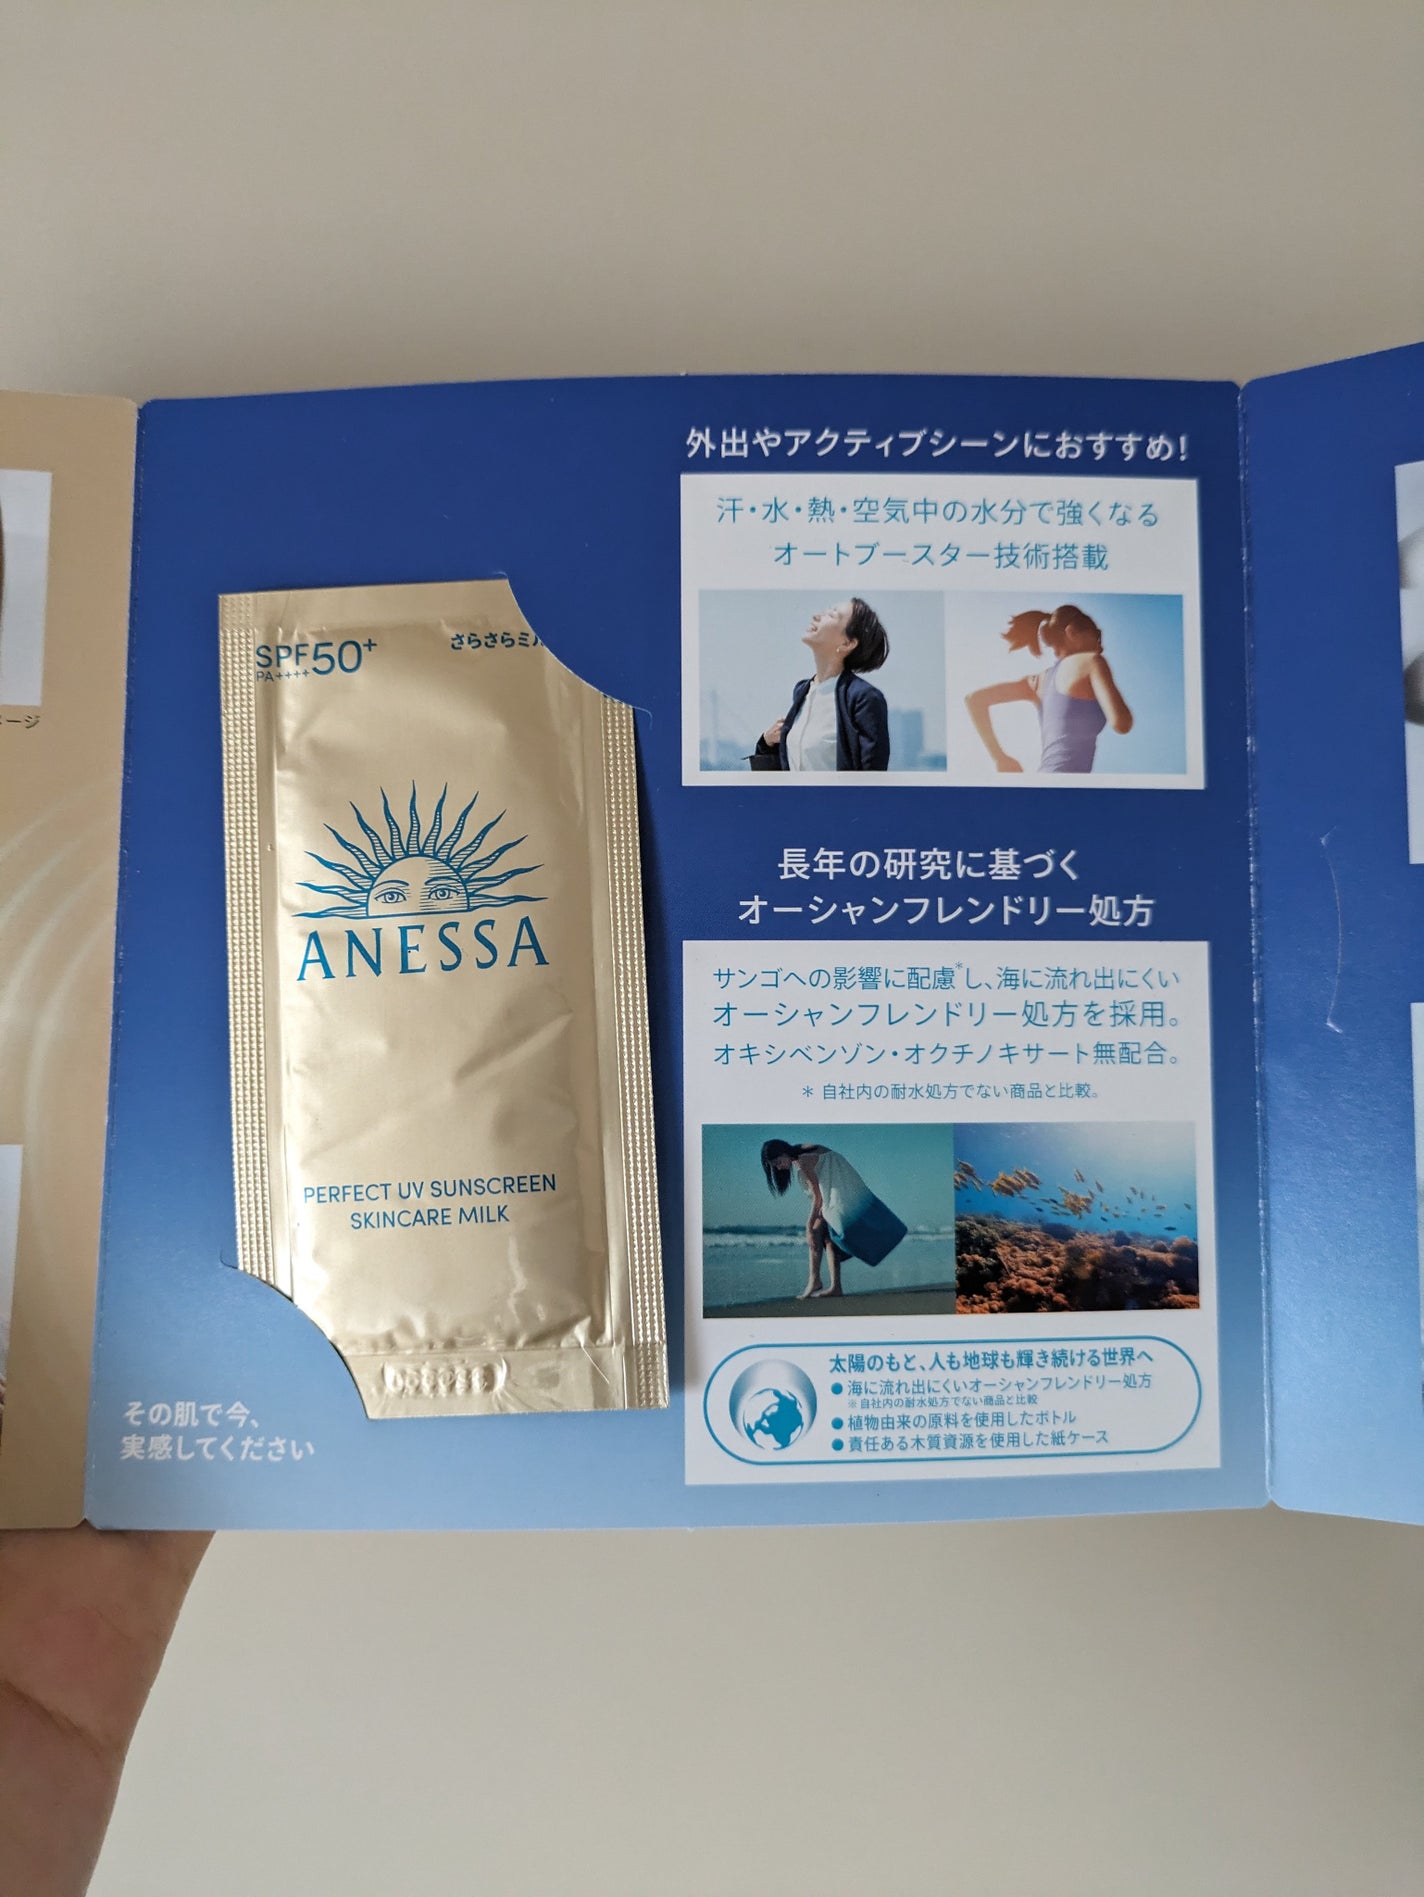 ージ
SPF50+
PA++++
さらさらミル
ANESSA
PERFECT UV SUNSCREEN
SKINCARE MILK
その肌で今、
実感してください
外出やアクティブシーンにおすすめ!
汗・水・熱・空気中の水分で強くなる
オートブースター技術搭載
長年の研究に基づく
オーシャンフレンドリー処方
サンゴへの影響に配慮*し、海に流れ出にくい
オーシャンフレンドリー処方を採用。
オキシベンゾン・オクチノキサート無配合。
* 自社内の耐水処方でない商品と比較。
太陽のもと、人も地球も輝き続ける世界へ
●海に流れ出にくいオーシャンフレンドリー処方
※自社内の耐水処方でない商品と比較
●植物由来の原料を使用したボトル
●責任ある木質資源を使用した紙ケース